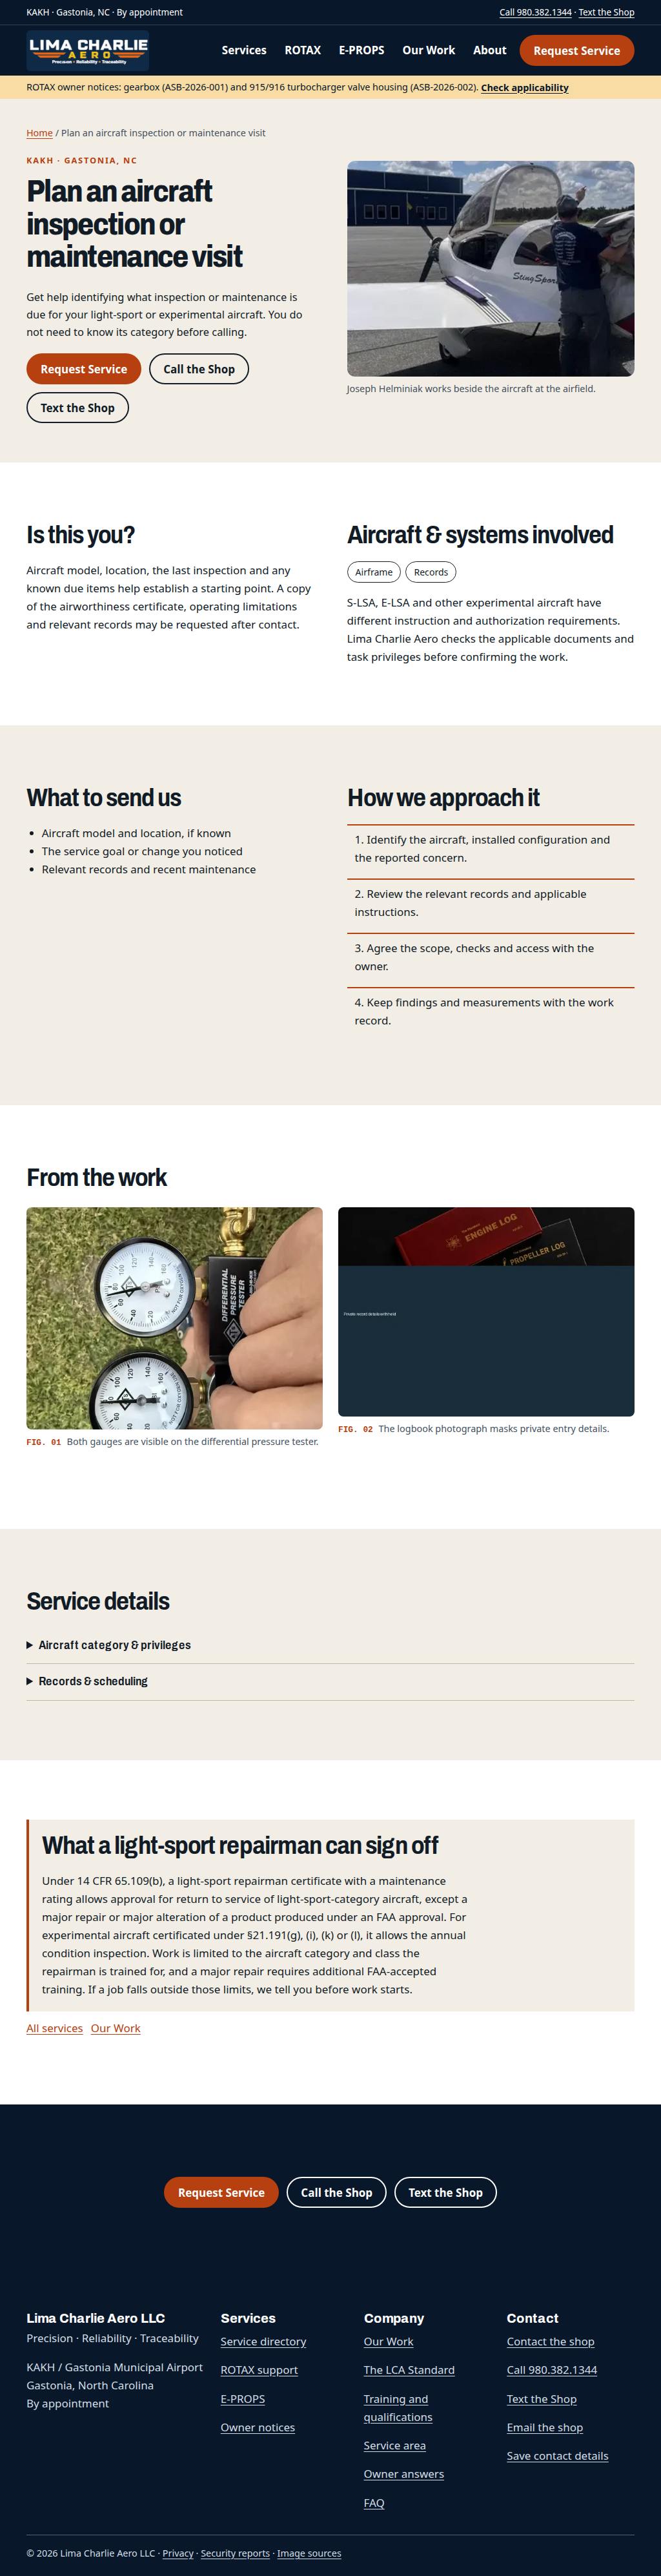 KAKH · Gastonia, NC · By appointment
Call 980.382.1344 · Text the Shop
LIMA CHARLIE
AERO
Precision • Reliability • Traceability
Services ROTAX E-PROPS Our Work About Request Service
ROTAX owner notices: gearbox (ASB-2026-001) and 915/916 turbocharger valve housing (ASB-2026-002). Check applicability
Home / Plan an aircraft inspection or maintenance visit
KAKH · GASTONIA, NC
Plan an aircraft
inspection or
maintenance visit
Get help identifying what inspection or maintenance is
due for your light-sport or experimental aircraft. You do
not need to know its category before calling.
Request Service Call the Shop
Text the Shop
StingSport
Joseph Helminiak works beside the aircraft at the airfield.
Is this you?
Aircraft model, location, the last inspection and any
known due items help establish a starting point. A copy
of the airworthiness certificate, operating limitations
and relevant records may be requested after contact.
Aircraft & systems involved
Airframe Records
S-LSA, E-LSA and other experimental aircraft have
different instruction and authorization requirements.
Lima Charlie Aero checks the applicable documents and
task privileges before confirming the work.
What to send us
• Aircraft model and location, if known
• The service goal or change you noticed
• Relevant records and recent maintenance
How we approach it
1. Identify the aircraft, installed configuration and
the reported concern.
2. Review the relevant records and applicable
instructions.
3. Agree the scope, checks and access with the
owner.
4. Keep findings and measurements with the work
record.
From the work
DIFFERENTIAL
PRESSURE
TESTER
ENGINE LOG
PROPELLER LOG
Private record details withheld
FIG. 01 Both gauges are visible on the differential pressure tester.
FIG. 02 The logbook photograph masks private entry details.
Service details
Aircraft category & privileges
Records & scheduling
What a light-sport repairman can sign off
Under 14 CFR 65.109(b), a light-sport repairman certificate with a maintenance
rating allows approval for return to service of light-sport-category aircraft, except a
major repair or major alteration of a product produced under an FAA approval. For
experimental aircraft certificated under §21.191(g), (i), (k) or (l), it allows the annual
condition inspection. Work is limited to the aircraft category and class the
repairman is trained for, and a major repair requires additional FAA-accepted
training. If a job falls outside those limits, we tell you before work starts.
All services Our Work
Request Service Call the Shop Text the Shop
Lima Charlie Aero LLC
Precision · Reliability · Traceability
KAKH / Gastonia Municipal Airport
Gastonia, North Carolina
By appointment
Services
Service directory
ROTAX support
E-PROPS
Owner notices
Company
Our Work
The LCA Standard
Training and
qualifications
Service area
Owner answers
FAQ
Contact
Contact the shop
Call 980.382.1344
Text the Shop
Email the shop
Save contact details
© 2026 Lima Charlie Aero LLC · Privacy · Security reports · Image sources